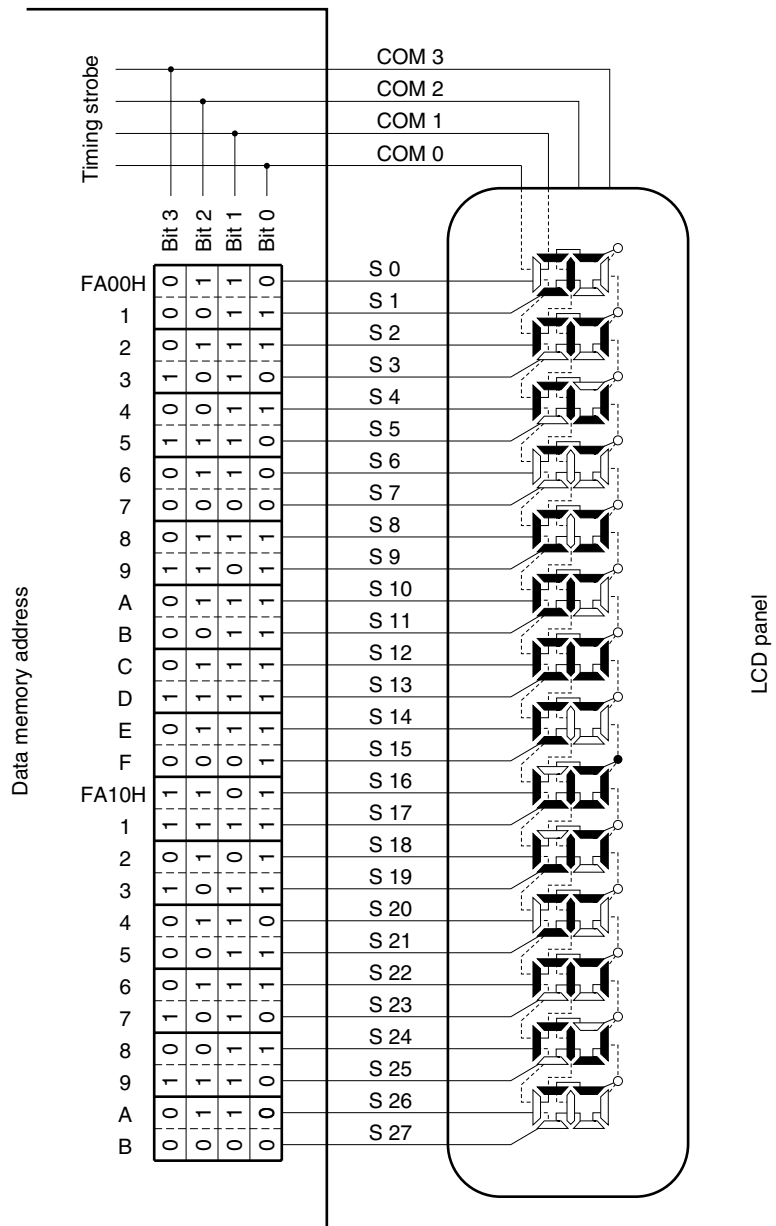 Timing strobe
COM 3
COM 2
COM 1
COM 0
Bit 3 Bit 2 Bit 1 Bit 0
FA00H 0 1 1 0 S 0
1 0 0 1 1 S 1
2 0 1 1 1 S 2
3 1 0 1 0 S 3
4 0 0 1 1 S 4
5 1 1 1 0 S 5
6 0 1 1 0 S 6
7 0 0 0 0 S 7
8 0 1 1 1 S 8
9 1 1 0 1 S 9
A 0 1 1 1 S 10
B 0 0 1 1 S 11
C 0 1 1 1 S 12
D 1 1 1 1 S 13
E 0 1 1 1 S 14
F 0 0 0 1 S 15
FA10H 1 1 0 1 S 16
1 1 1 1 1 S 17
2 0 1 0 1 S 18
3 1 0 1 1 S 19
4 0 1 1 0 S 20
5 0 0 1 1 S 21
6 0 1 1 1 S 22
7 1 0 1 0 S 23
8 0 0 1 1 S 24
9 1 1 1 0 S 25
A 0 1 1 0 S 26
B 0 0 0 0 S 27
Data memory address
LCD panel